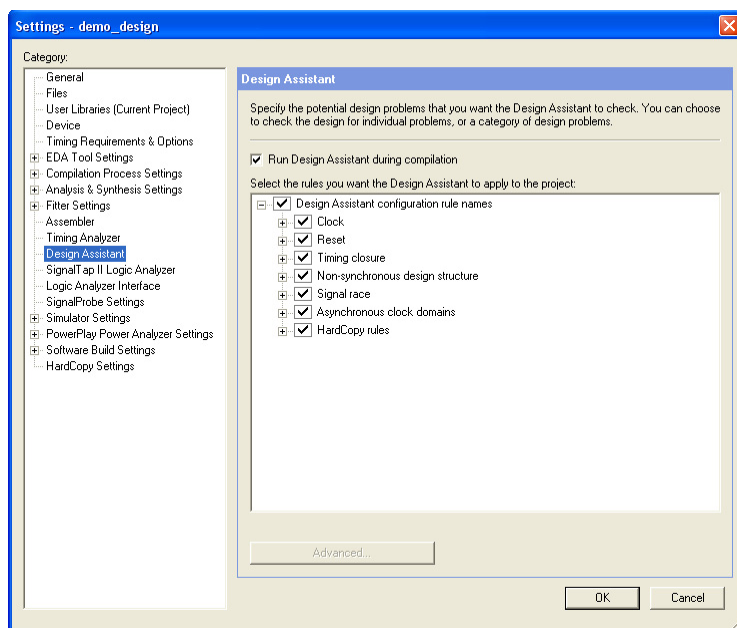 Settings - demo_design
Category:
General
Files
User Libraries (Current Project)
Device
Timing Requirements & Options
EDA Tool Settings
Compilation Process Settings
Analysis & Synthesis Settings
Fitter Settings
Assembler
Timing Analyzer
Design Assistant
SignalTap II Logic Analyzer
Logic Analyzer Interface
SignalProbe Settings
Simulator Settings
PowerPlay Power Analyzer Settings
Software Build Settings
HardCopy Settings
Design Assistant
Specify the potential design problems that you want the Design Assistant to check. You can choose
to check the design for individual problems, or a category of design problems.
Run Design Assistant during compilation
Select the rules you want the Design Assistant to apply to the project:
Design Assistant configuration rule names
Clock
Reset
Timing closure
Non-synchronous design structure
Signal race
Asynchronous clock domains
HardCopy rules
Advanced...
OK
Cancel